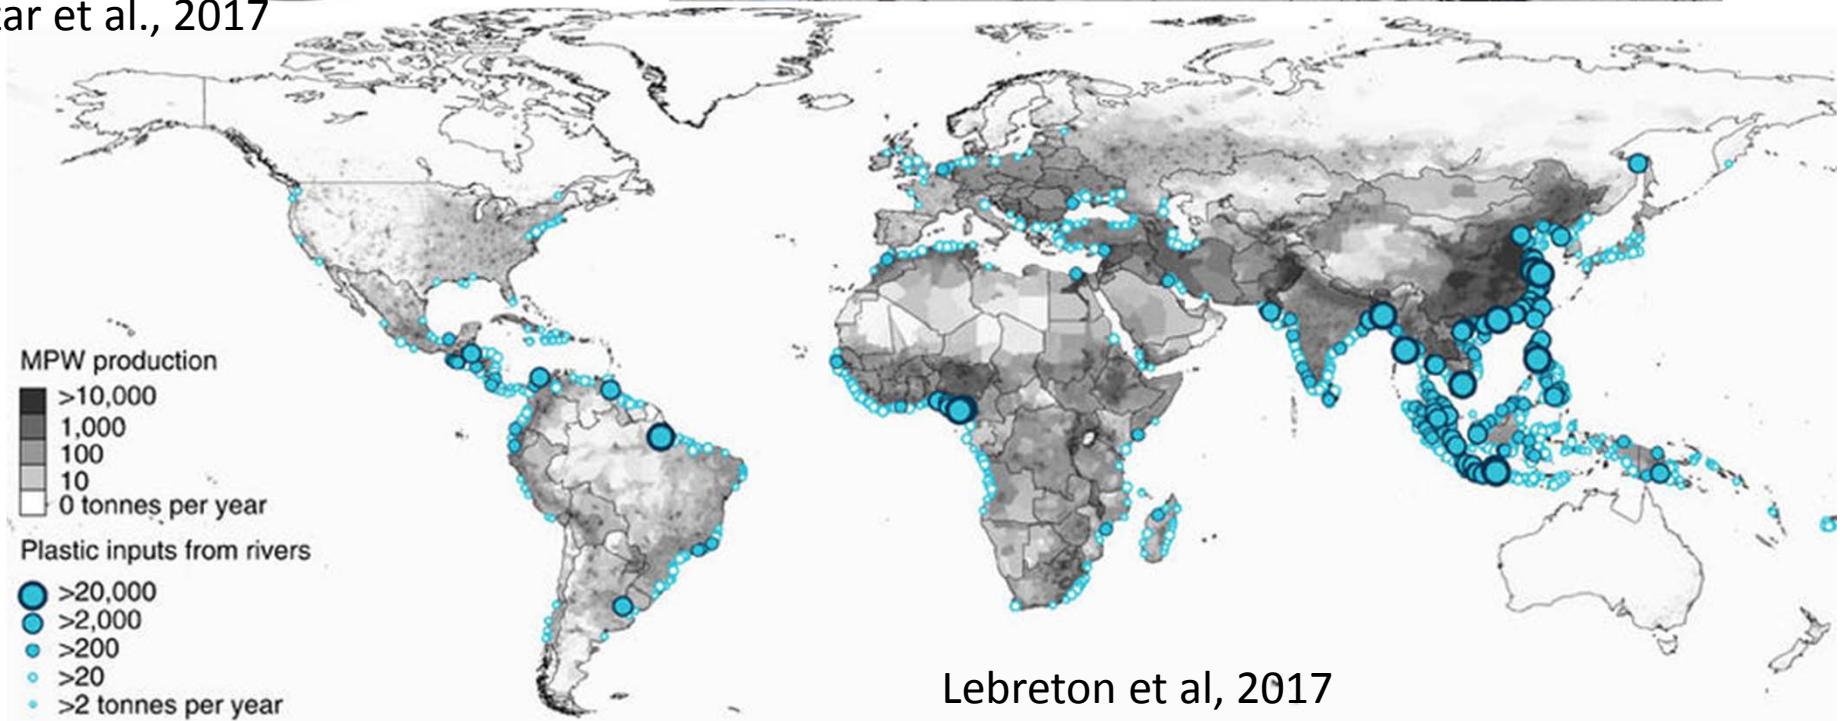 et al., 2017
MPW production
>10,000
1,000
100
10
0 tonnes per year
Plastic inputs from rivers
>20,000
>2,000
>200
>20
>2 tonnes per year
Lebreton et al, 2017